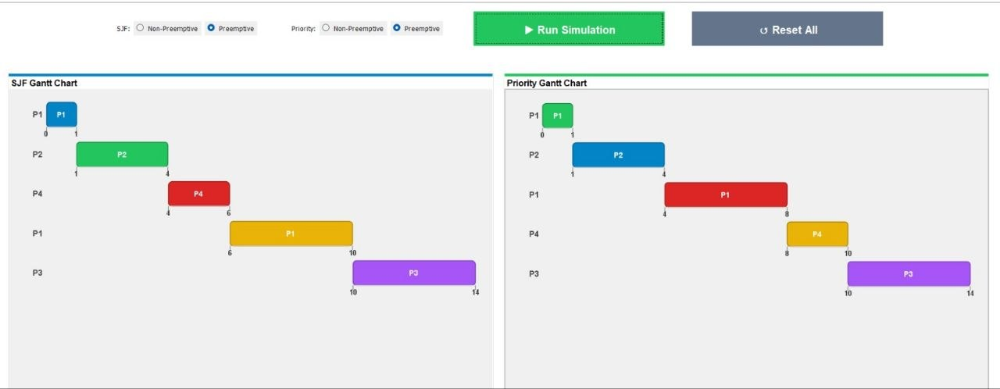 SJF: Non-Preemptive Preemptive Priority: Non-Preemptive Preemptive ▶ Run Simulation ↺ Reset All
SJF Gantt Chart
P1 P1
0 1
P2 P2
1 4
P4 P4
4 6
P1 P1
6 10
P3 P3
10 14
Priority Gantt Chart
P1 P1
0 1
P2 P2
1 4
P1 P1
4 8
P4 P4
8 10
P3 P3
10 14